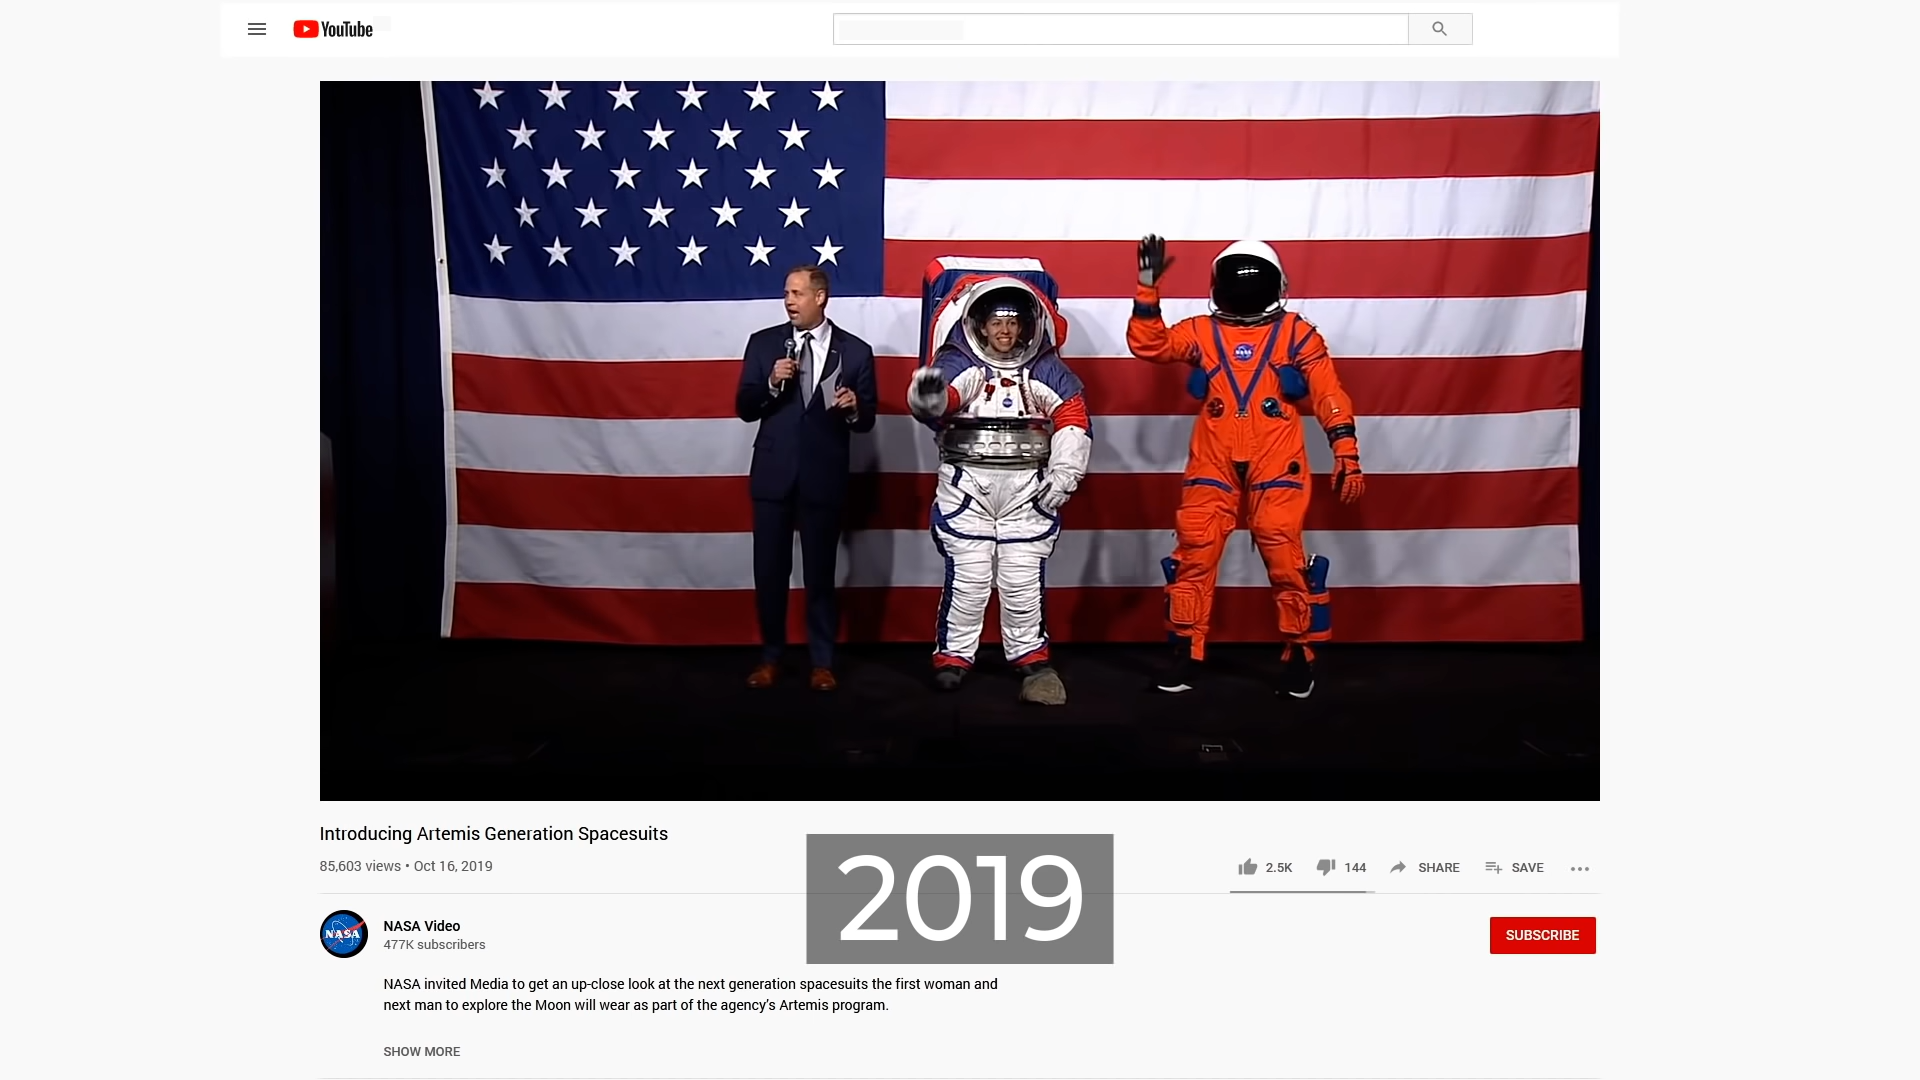 YouTube
Introducing Artemis Generation Spacesuits
85,603 views • Oct 16, 2019
2.5K 144 SHARE SAVE
2019
NASA
NASA Video
477K subscribers
SUBSCRIBE
NASA invited Media to get an up-close look at the next generation spacesuits the first woman and
next man to explore the Moon will wear as part of the agency’s Artemis program.
SHOW MORE